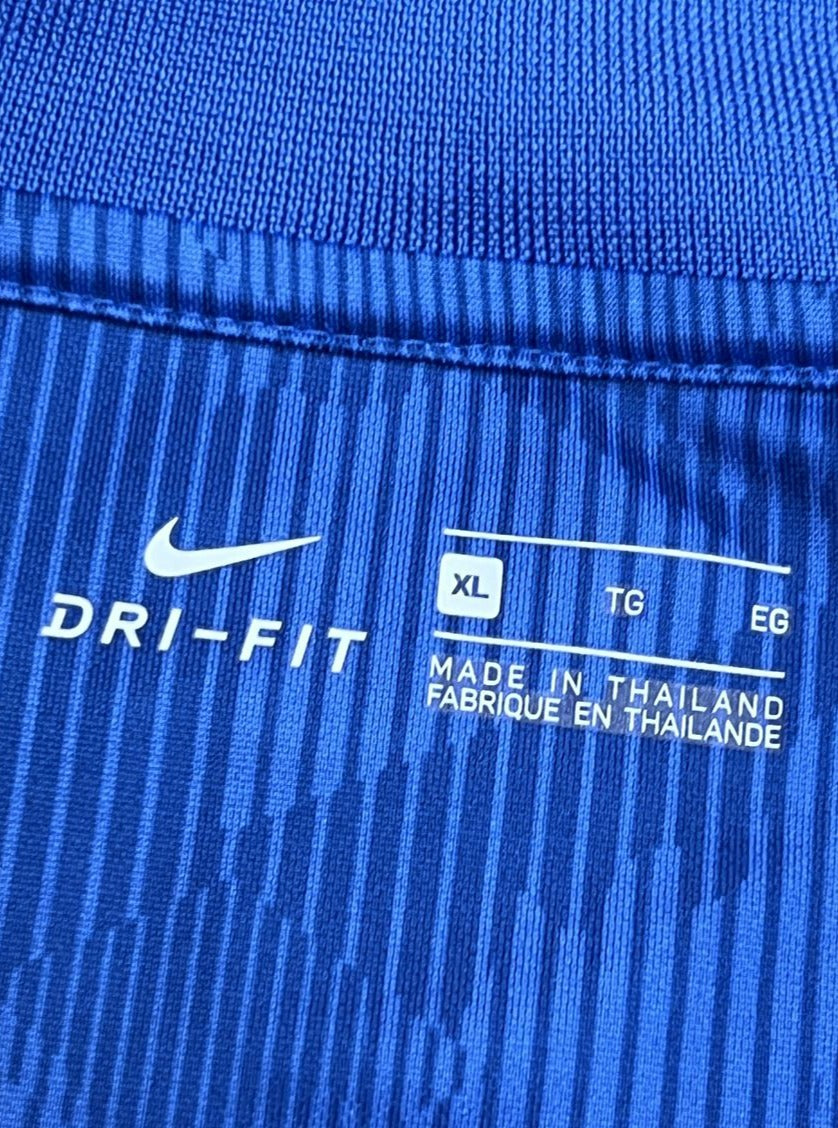 DRI-FIT
XL TG EG
MADE IN THAILAND
FABRIQUE EN THAILANDE